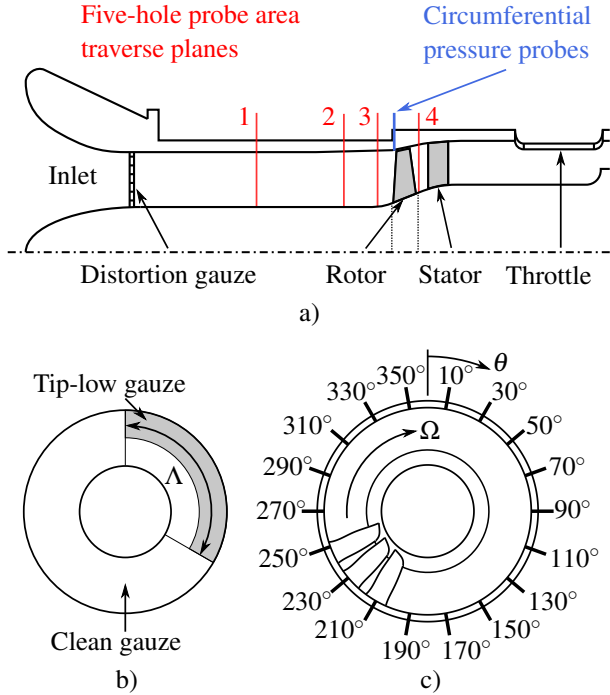 Five-hole probe area
traverse planes
Circumferential
pressure probes
1
2
3
4
Inlet
Distortion gauze
Rotor
Stator
Throttle
a)
Tip-low gauze
Λ
Clean gauze
b)
θ
350°
10°
330°
30°
310°
50°
290°
70°
270°
90°
250°
110°
230°
130°
210°
150°
190°
170°
Ω
c)